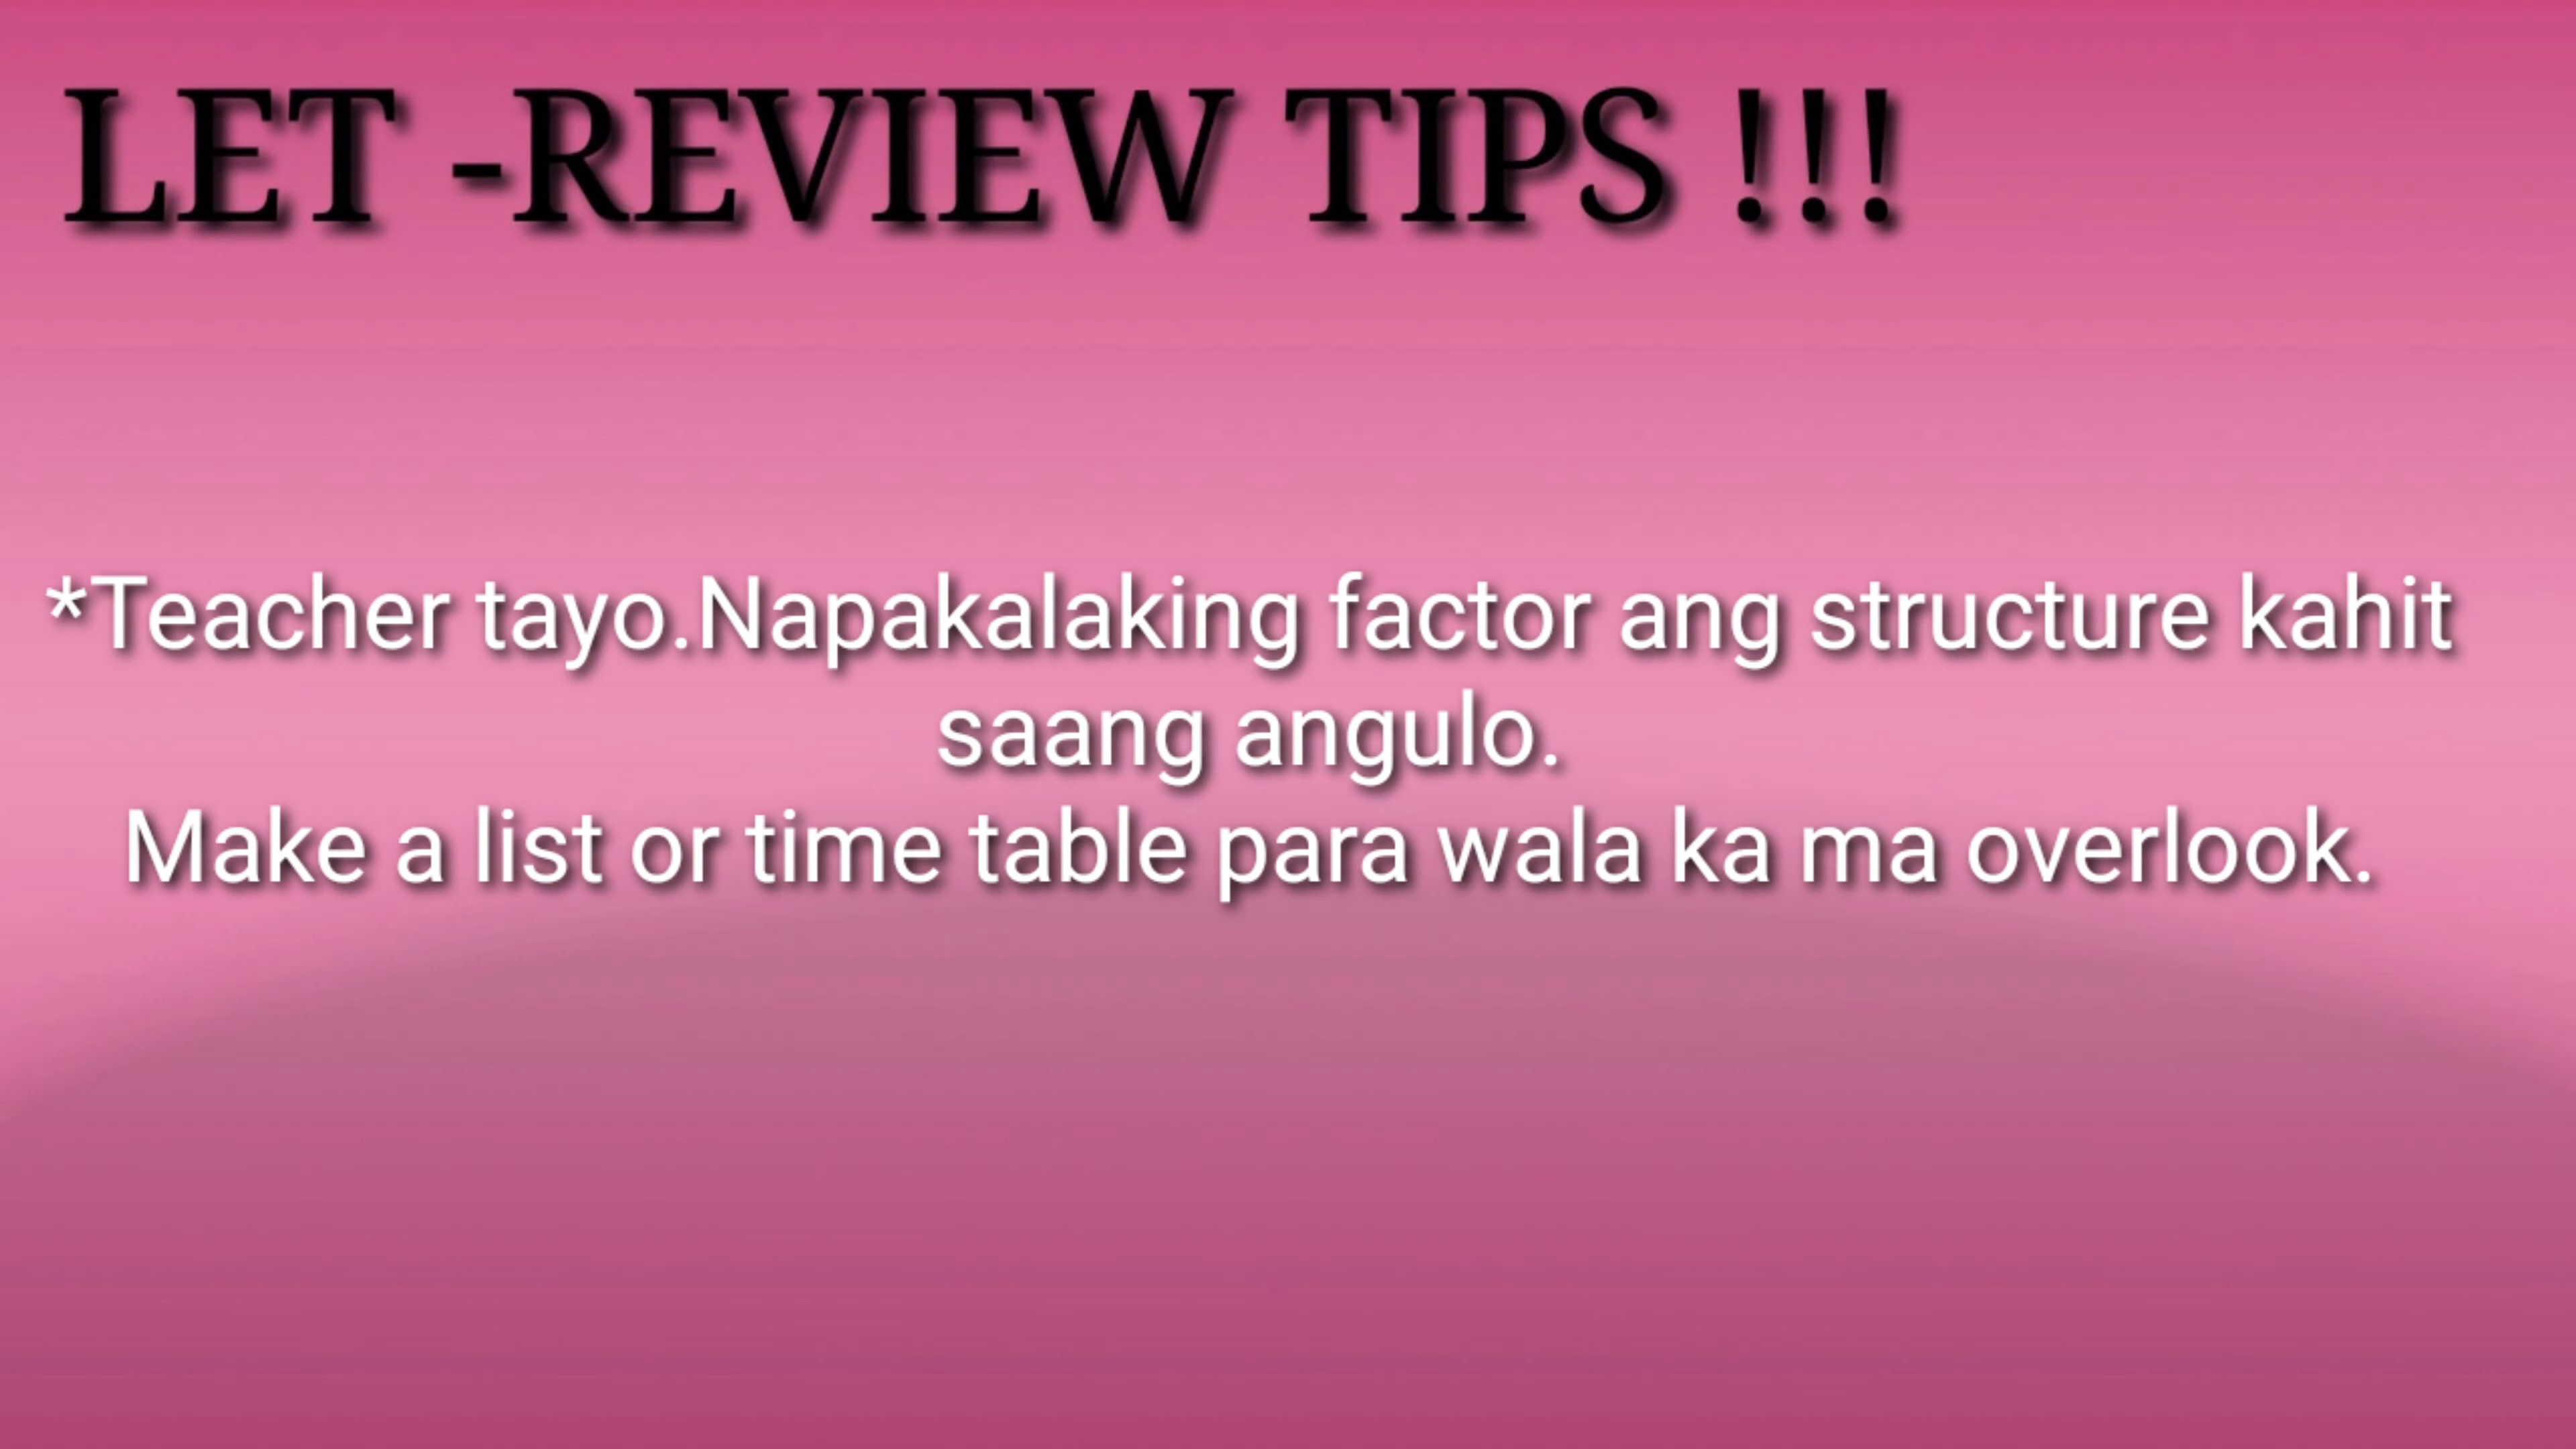 LET -REVIEW TIPS !!!
*Teacher tayo.Napakalaking factor ang structure kahit
saang angulo.
Make a list or time table para wala ka ma overlook.